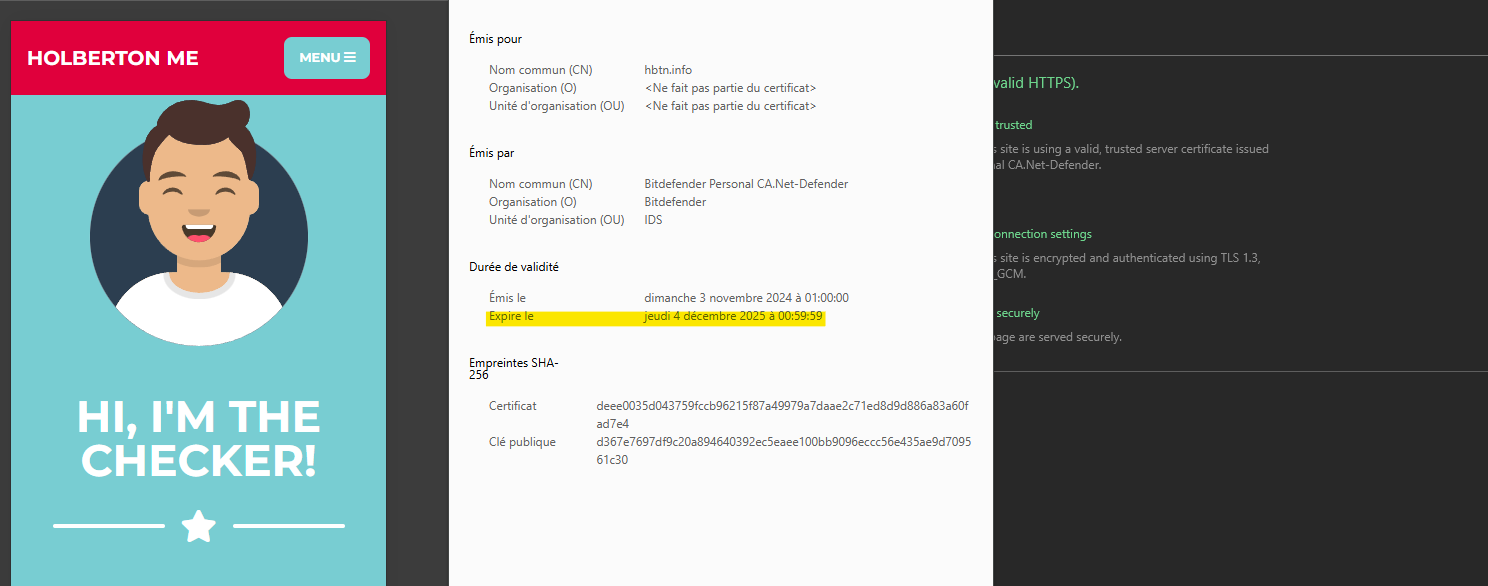 HOLBERTON ME
MENU
HI, I'M THE
CHECKER!
Émis pour
Nom commun (CN) hbtn.info
Organisation (O) <Ne fait pas partie du certificat>
Unité d'organisation (OU) <Ne fait pas partie du certificat>
Émis par
Nom commun (CN) Bitdefender Personal CA.Net-Defender
Organisation (O) Bitdefender
Unité d'organisation (OU) IDS
Durée de validité
Émis le dimanche 3 novembre 2024 à 01:00:00
Expire le jeudi 4 décembre 2025 à 00:59:59
Empreintes SHA-
256
Certificat deee0035d043759fccb96215f87a49979a7daae2c71ed8d9d886a83a60f
ad7e4
Clé publique d367e7697df9c20a894640392ec5eaee100bb9096eccc56e435ae9d7095
61c30
valid HTTPS).
trusted
s site is using a valid, trusted server certificate issued
al CA.Net-Defender.
onnection settings
s site is encrypted and authenticated using TLS 1.3,
_GCM.
securely
page are served securely.